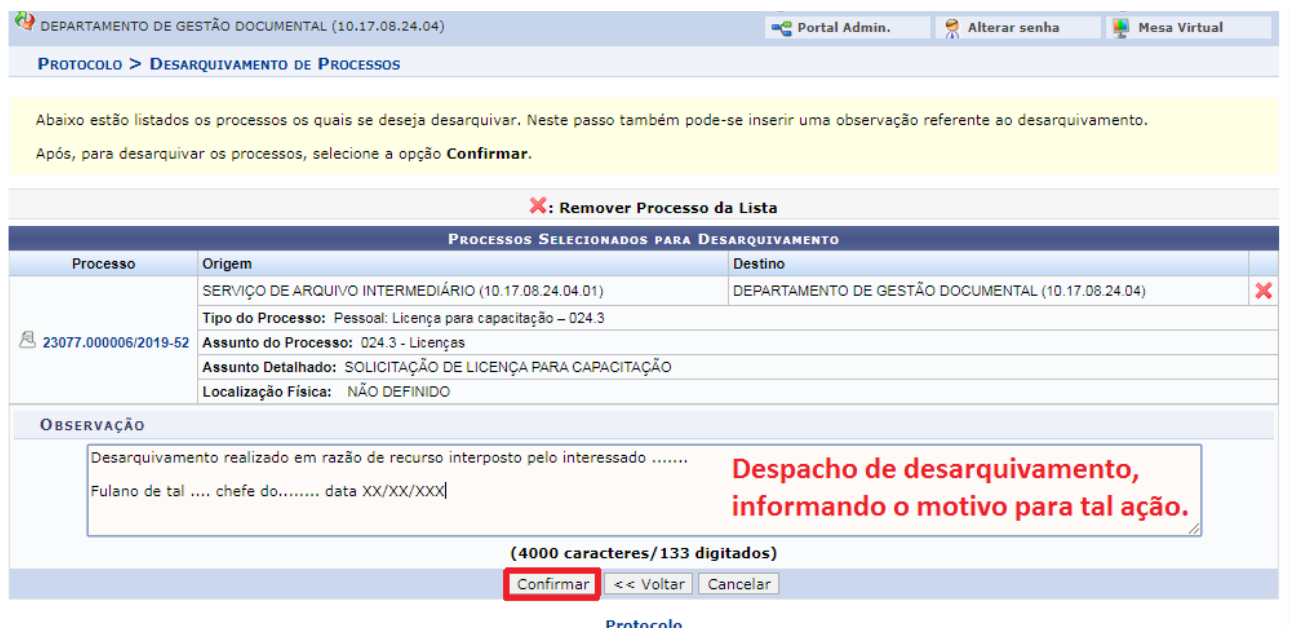 DEPARTAMENTO DE GESTÃO DOCUMENTAL (10.17.08.24.04) Portal Admin. Alterar senha Mesa Virtual
PROTOCOLO > DESARQUIVAMENTO DE PROCESSOS
Abaixo estão listados os processos os quais se deseja desarquivar. Neste passo também pode-se inserir uma observação referente ao desarquivamento.
Após, para desarquivar os processos, selecione a opção Confirmar.
: Remover Processo da Lista
PROCESSOS SELECIONADOS PARA DESARQUIVAMENTO
Processo Origem Destino
SERVIÇO DE ARQUIVO INTERMEDIÁRIO (10.17.08.24.04.01) DEPARTAMENTO DE GESTÃO DOCUMENTAL (10.17.08.24.04)
Tipo do Processo: Pessoal: Licença para capacitação – 024.3
23077.000006/2019-52 Assunto do Processo: 024.3 - Licenças
Assunto Detalhado: SOLICITAÇÃO DE LICENÇA PARA CAPACITAÇÃO
Localização Física: NÃO DEFINIDO
OBSERVAÇÃO
Desarquivamento realizado em razão de recurso interposto pelo interessado .......
Fulano de tal .... chefe do........ data XX/XX/XXX
Despacho de desarquivamento,
informando o motivo para tal ação.
(4000 caracteres/133 digitados)
Confirmar << Voltar Cancelar
Protocolo